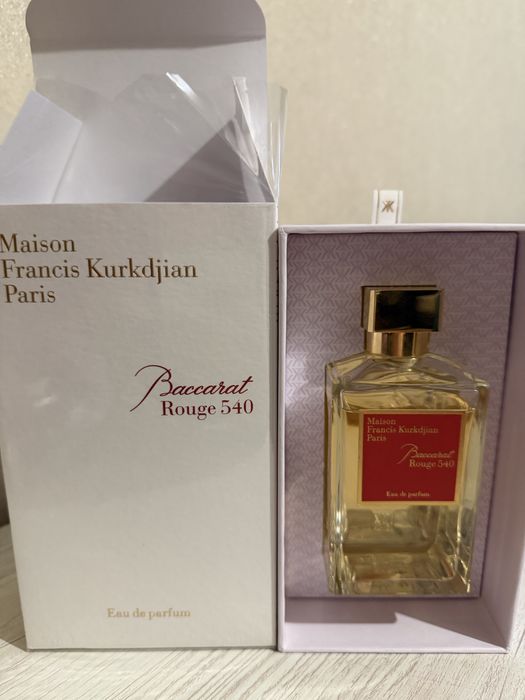 Maison
Francis Kurkdjian
Paris
Baccarat
Rouge 540
Eau de parfum
Maison
Francis Kurkdjian
Paris
Baccarat
Rouge 540
Eau de parfum